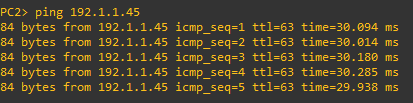 PC2> ping 192.1.1.45
84 bytes from 192.1.1.45 icmp_seq=1 ttl=63 time=30.094 ms
84 bytes from 192.1.1.45 icmp_seq=2 ttl=63 time=30.014 ms
84 bytes from 192.1.1.45 icmp_seq=3 ttl=63 time=30.180 ms
84 bytes from 192.1.1.45 icmp_seq=4 ttl=63 time=30.285 ms
84 bytes from 192.1.1.45 icmp_seq=5 ttl=63 time=29.938 ms